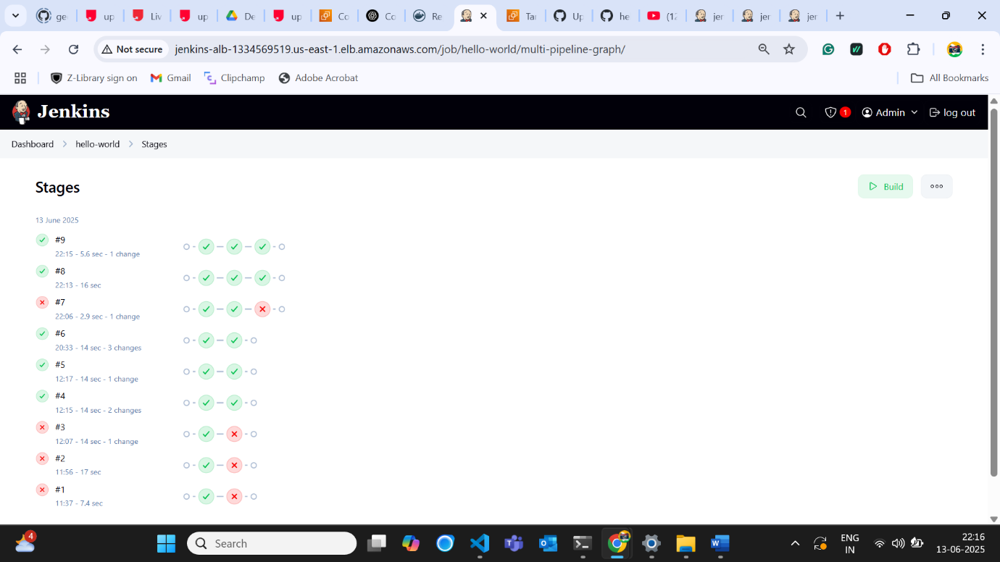 ge
up
Liv
up
De
up
Co
Co
Re
Tar
Up
he
(12
jer
jer
jer
Not secure
jenkins-alb-1334569519.us-east-1.elb.amazonaws.com/job/hello-world/multi-pipeline-graph/
Z-Library sign on
Gmail
Clipchamp
Adobe Acrobat
All Bookmarks
Jenkins
1
Admin
log out
Dashboard
hello-world
Stages
Stages
Build
13 June 2025
#9
22:15 - 5.6 sec - 1 change
#8
22:13 - 16 sec
#7
22:06 - 2.9 sec - 1 change
#6
20:33 - 14 sec - 3 changes
#5
12:17 - 14 sec - 1 change
#4
12:15 - 14 sec - 2 changes
#3
12:07 - 14 sec - 1 change
#2
11:56 - 17 sec
#1
11:37 - 7.4 sec
4
Search
ENG
IN
22:16
13-06-2025